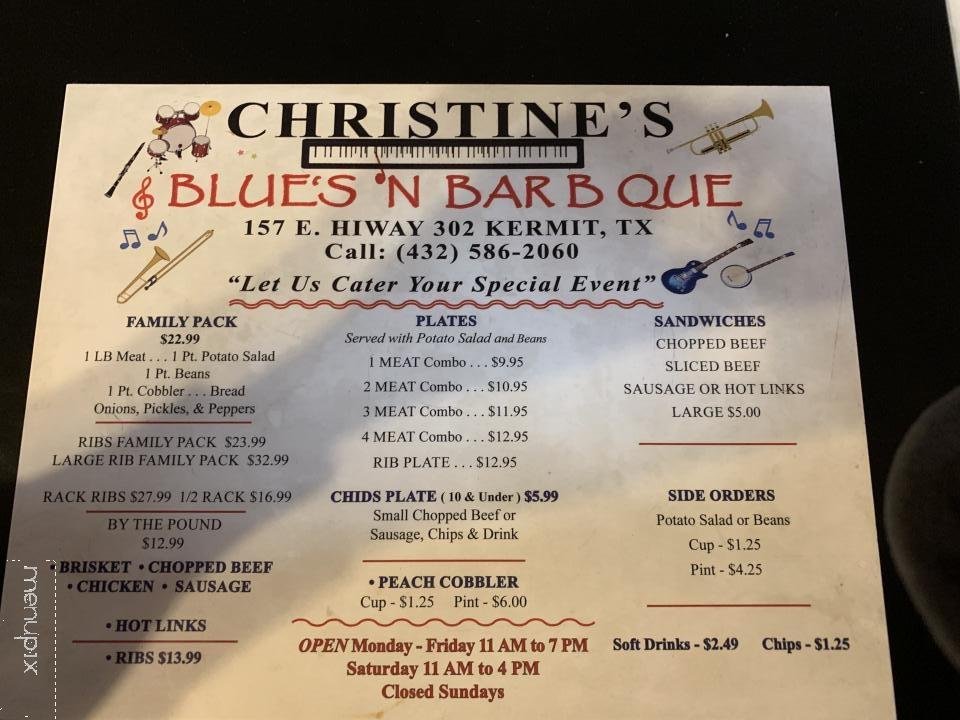 CHRISTINE'S
BLUE'S 'N BAR B QUE
157 E. HIWAY 302 KERMIT, TX
Call: (432) 586-2060
"Let Us Cater Your Special Event"
FAMILY PACK
$22.99
1 LB Meat . . . 1 Pt. Potato Salad
1 Pt. Beans
1 Pt. Cobbler . . . Bread
Onions, Pickles, & Peppers
RIBS FAMILY PACK $23.99
LARGE RIB FAMILY PACK $32.99
RACK RIBS $27.99 1/2 RACK $16.99
BY THE POUND
$12.99
• BRISKET • CHOPPED BEEF
• CHICKEN • SAUSAGE
• HOT LINKS
• RIBS $13.99
PLATES
Served with Potato Salad and Beans
1 MEAT Combo . . . $9.95
2 MEAT Combo . . . $10.95
3 MEAT Combo . . . $11.95
4 MEAT Combo . . . $12.95
RIB PLATE . . . $12.95
CHIDS PLATE ( 10 & Under ) $5.99
Small Chopped Beef or
Sausage, Chips & Drink
• PEACH COBBLER
Cup - $1.25 Pint - $6.00
OPEN Monday - Friday 11 AM to 7 PM
Saturday 11 AM to 4 PM
Closed Sundays
SANDWICHES
CHOPPED BEEF
SLICED BEEF
SAUSAGE OR HOT LINKS
LARGE $5.00
SIDE ORDERS
Potato Salad or Beans
Cup - $1.25
Pint - $4.25
Soft Drinks - $2.49 Chips - $1.25
menupix